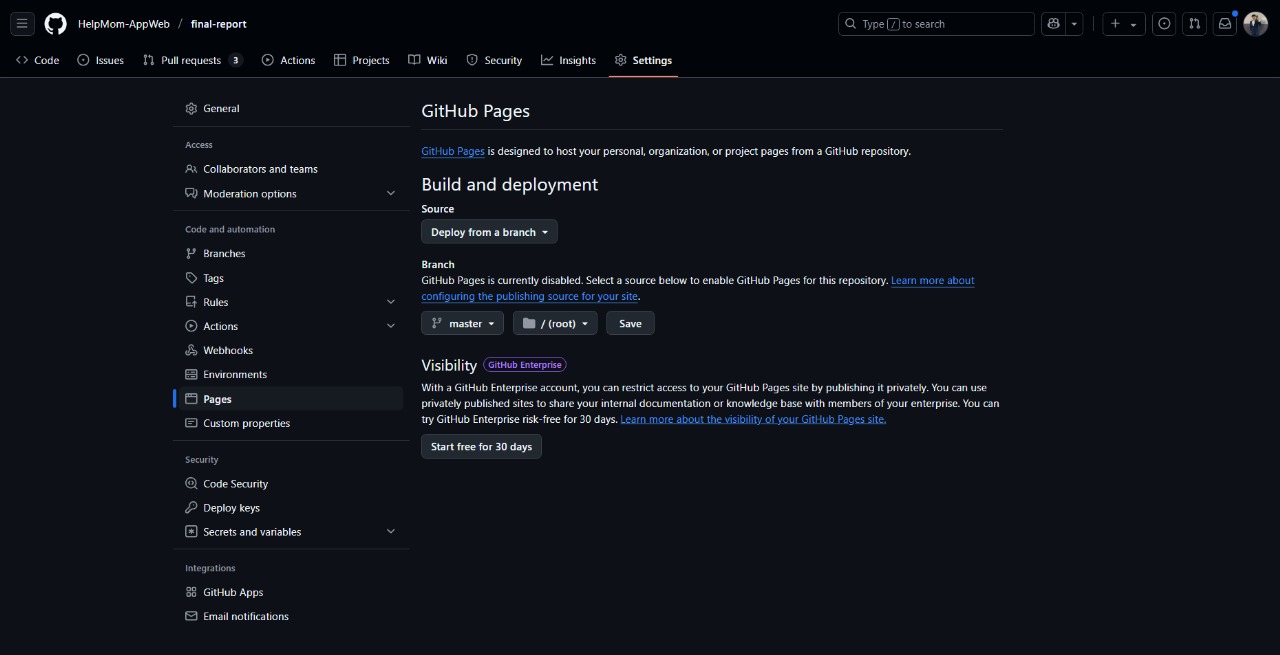 HelpMom-AppWeb / final-report
Type / to search
Code
Issues
Pull requests 3
Actions
Projects
Wiki
Security
Insights
Settings
General
Access
Collaborators and teams
Moderation options
Code and automation
Branches
Tags
Rules
Actions
Webhooks
Environments
Pages
Custom properties
Security
Code Security
Deploy keys
Secrets and variables
Integrations
GitHub Apps
Email notifications
GitHub Pages
GitHub Pages is designed to host your personal, organization, or project pages from a GitHub repository.
Build and deployment
Source
Deploy from a branch
Branch
GitHub Pages is currently disabled. Select a source below to enable GitHub Pages for this repository. Learn more about
configuring the publishing source for your site.
master
/ (root)
Save
Visibility GitHub Enterprise
With a GitHub Enterprise account, you can restrict access to your GitHub Pages site by publishing it privately. You can use
privately published sites to share your internal documentation or knowledge base with members of your enterprise. You can
try GitHub Enterprise risk-free for 30 days. Learn more about the visibility of your GitHub Pages site.
Start free for 30 days